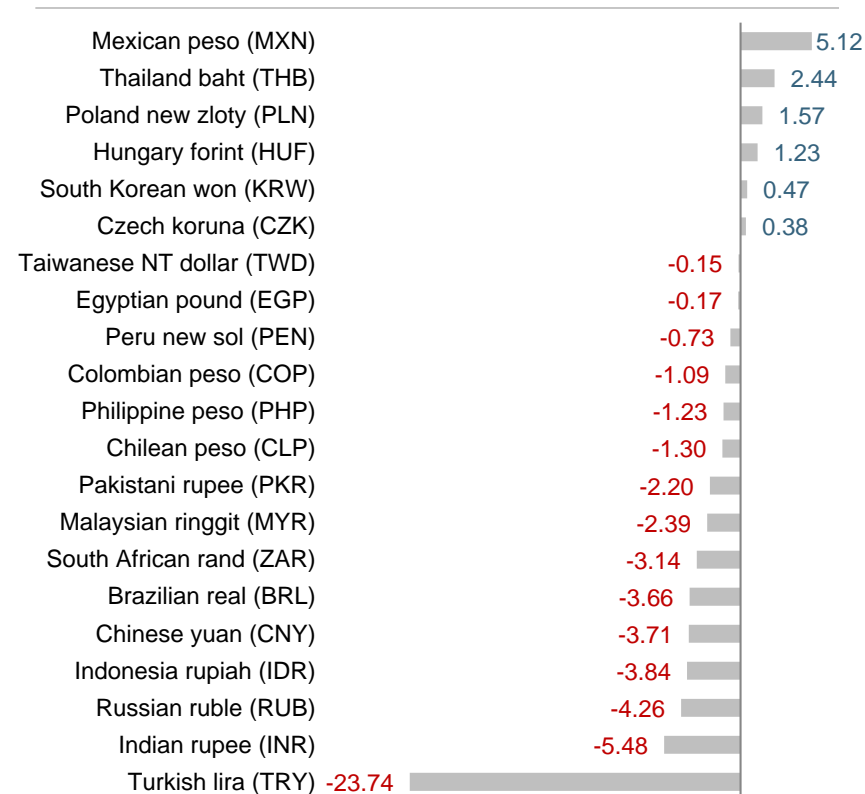 Mexican peso (MXN) 5.12
Thailand baht (THB) 2.44
Poland new zloty (PLN) 1.57
Hungary forint (HUF) 1.23
South Korean won (KRW) 0.47
Czech koruna (CZK) 0.38
Taiwanese NT dollar (TWD) -0.15
Egyptian pound (EGP) -0.17
Peru new sol (PEN) -0.73
Colombian peso (COP) -1.09
Philippine peso (PHP) -1.23
Chilean peso (CLP) -1.30
Pakistani rupee (PKR) -2.20
Malaysian ringgit (MYR) -2.39
South African rand (ZAR) -3.14
Brazilian real (BRL) -3.66
Chinese yuan (CNY) -3.71
Indonesia rupiah (IDR) -3.84
Russian ruble (RUB) -4.26
Indian rupee (INR) -5.48
Turkish lira (TRY) -23.74